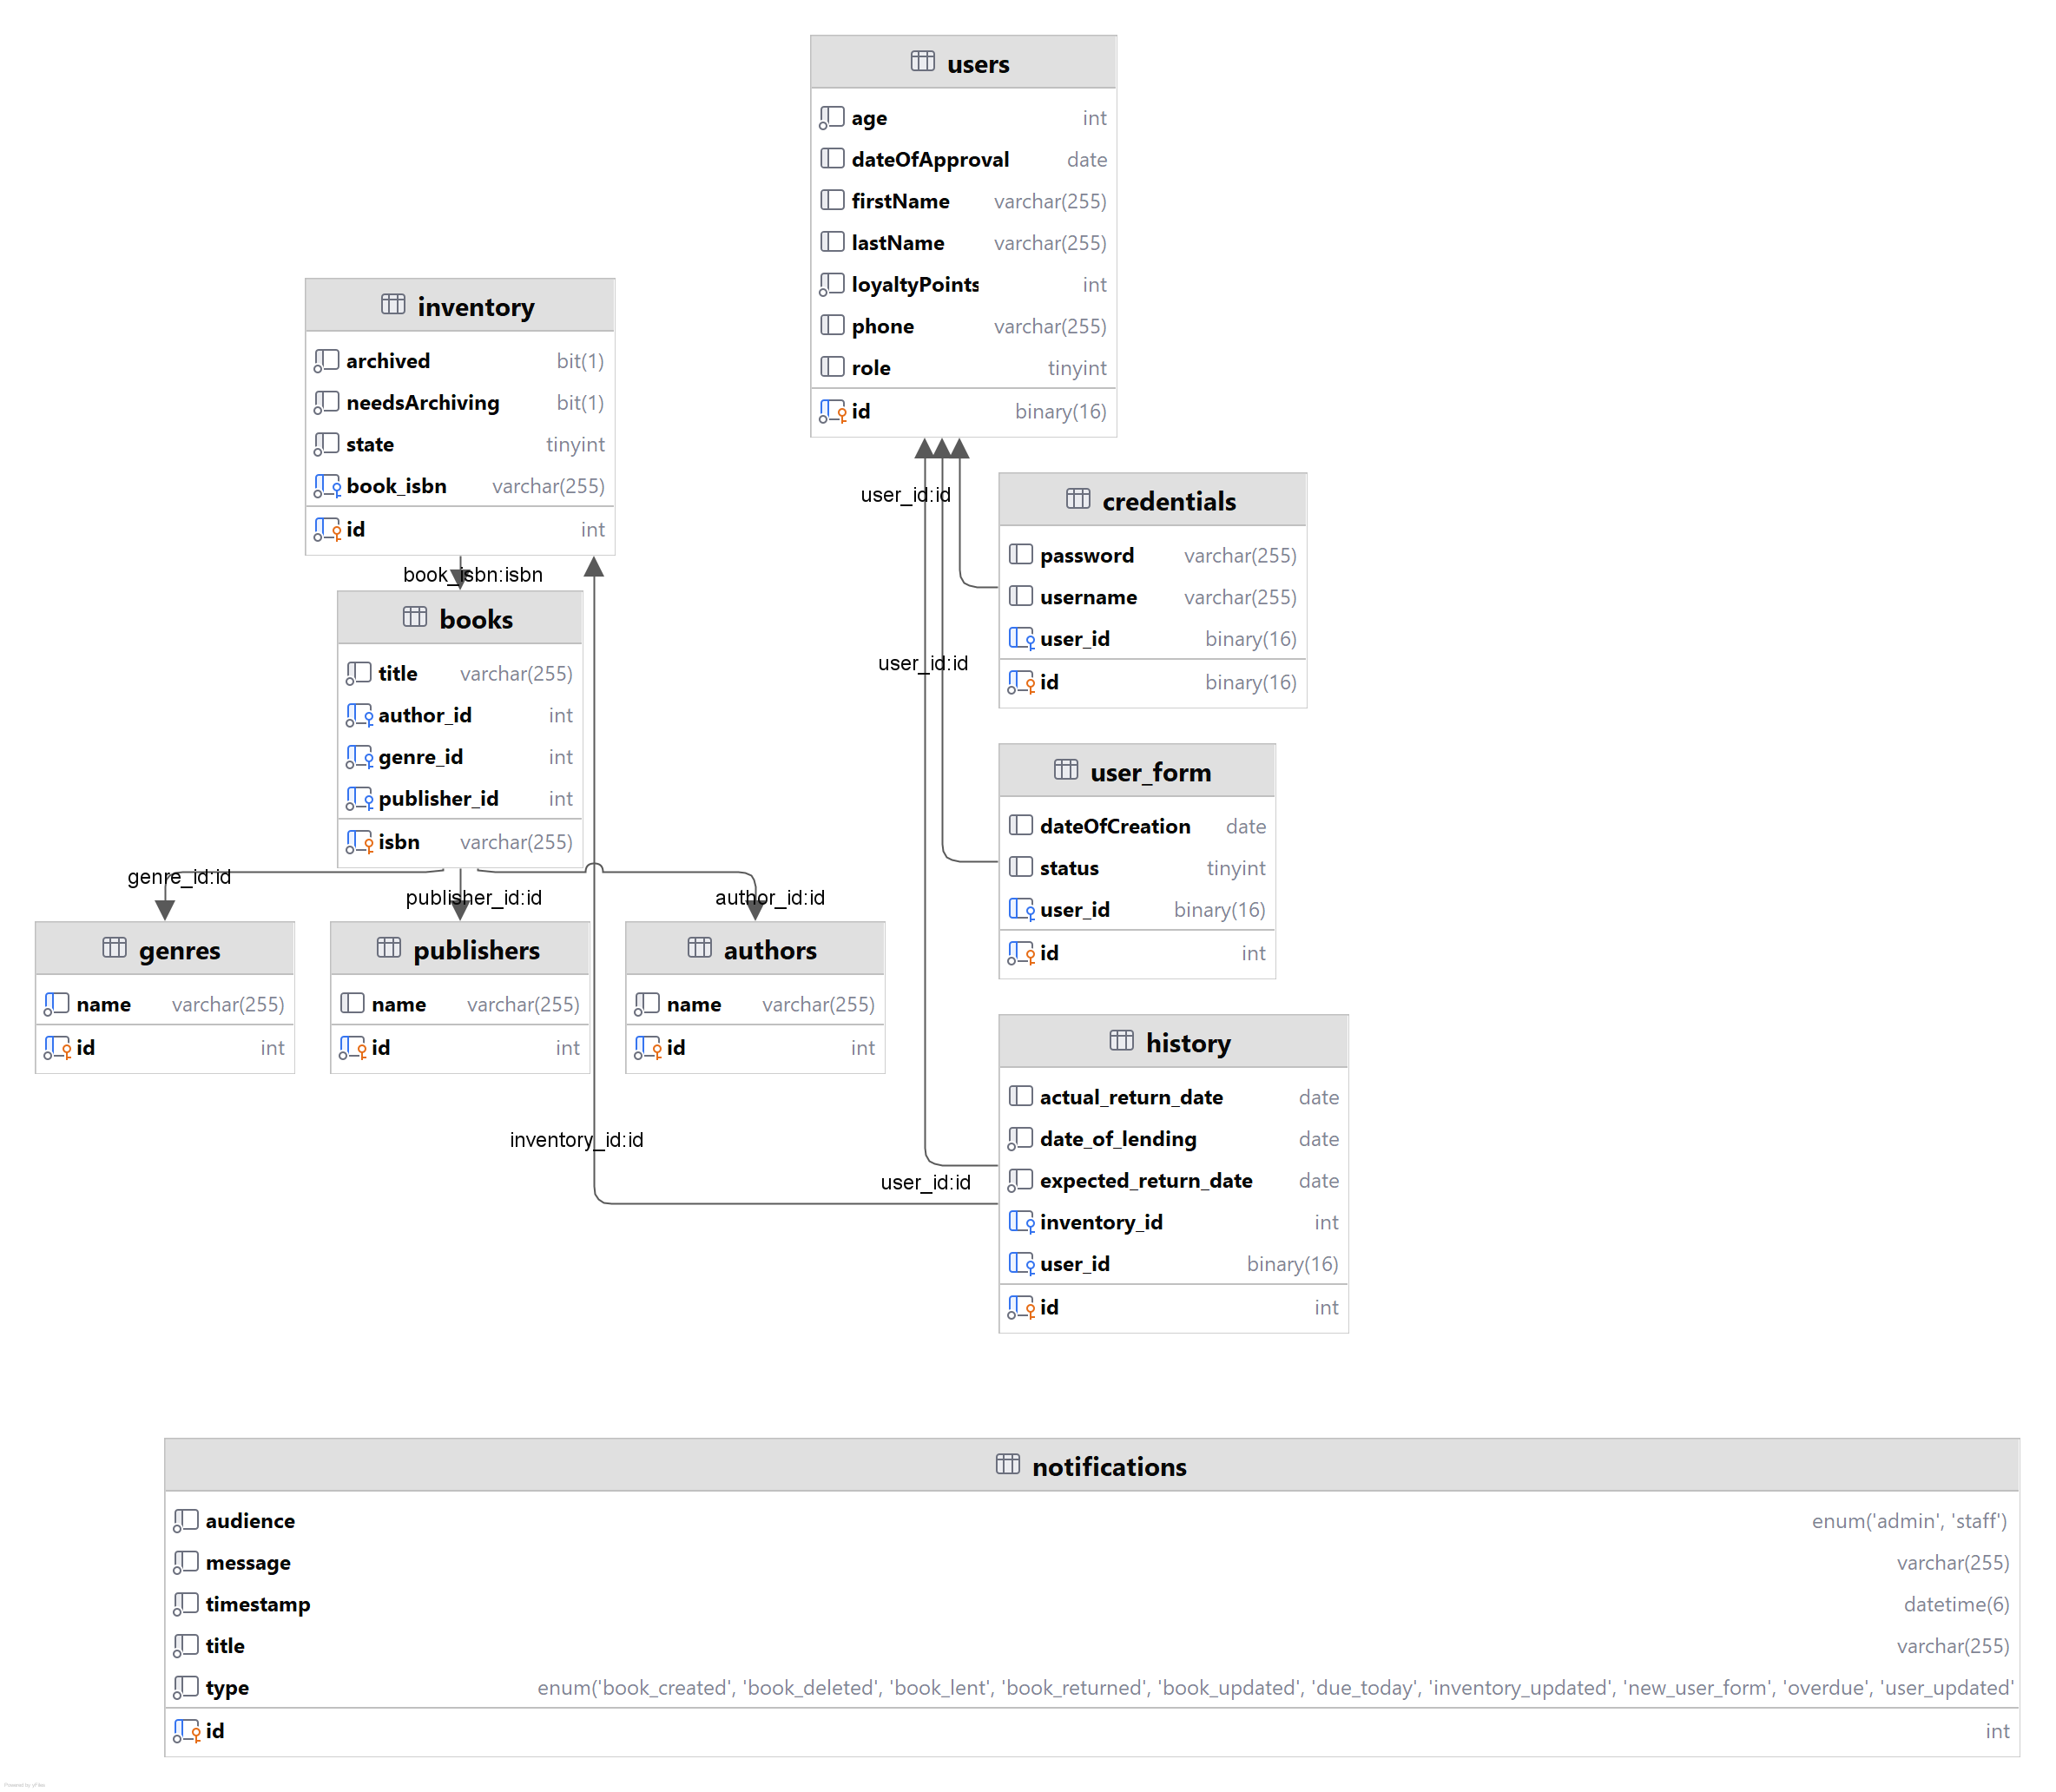 users
age int
dateOfApproval date
firstName varchar(255)
lastName varchar(255)
loyaltyPoints int
phone varchar(255)
role tinyint
id binary(16)
inventory
archived bit(1)
needsArchiving bit(1)
state tinyint
book_isbn varchar(255)
id int
book_isbn:isbn
books
title varchar(255)
author_id int
genre_id int
publisher_id int
isbn varchar(255)
genre_id:id
publisher_id:id
author_id:id
genres
name varchar(255)
id int
publishers
name varchar(255)
id int
authors
name varchar(255)
id int
inventory_id:id
user_id:id
user_id:id
user_id:id
credentials
password varchar(255)
username varchar(255)
user_id binary(16)
id binary(16)
user_form
dateOfCreation date
status tinyint
user_id binary(16)
id int
history
actual_return_date date
date_of_lending date
expected_return_date date
inventory_id int
user_id binary(16)
id int
notifications
audience enum('admin', 'staff')
message varchar(255)
timestamp datetime(6)
title varchar(255)
type enum('book_created', 'book_deleted', 'book_lent', 'book_returned', 'book_updated', 'due_today', 'inventory_updated', 'new_user_form', 'overdue', 'user_updated'
id int
Powered by yFiles